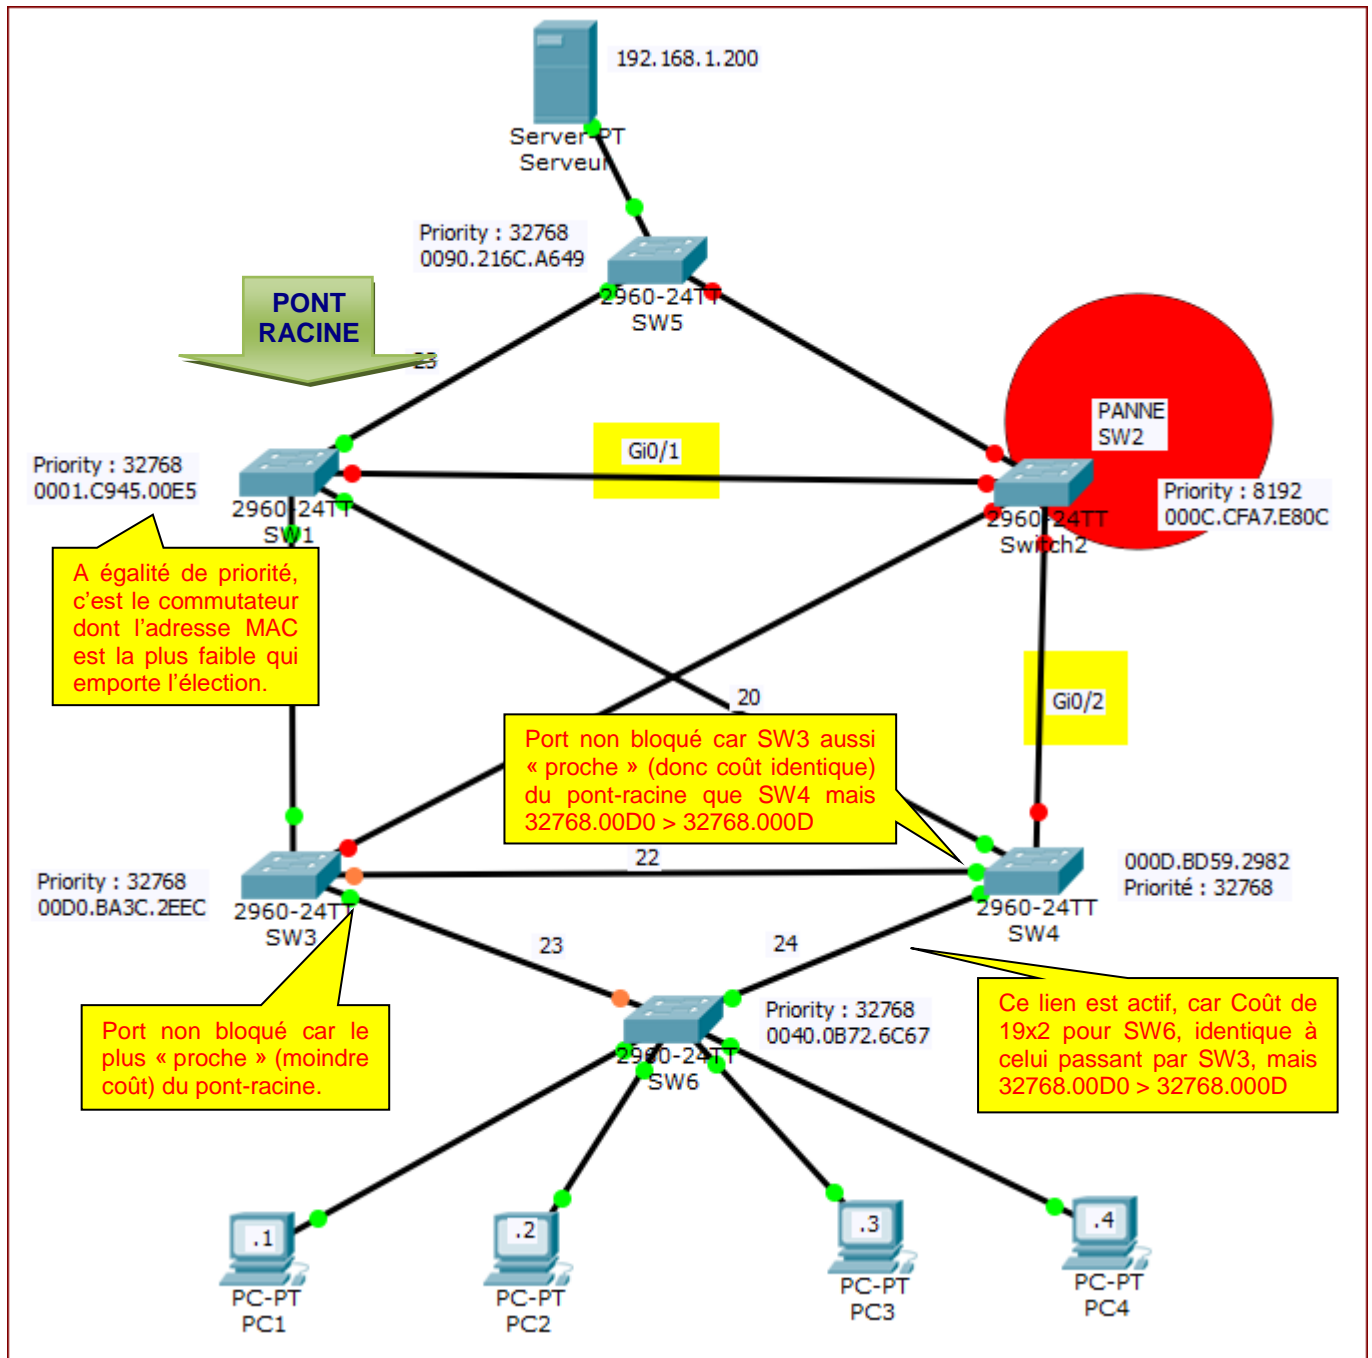 192.168.1.200
Server-PT
Serveur
Priority : 32768
0090.216C.A649
2960-24TT
SW5
PONT
RACINE
23
PANNE
SW2
Gi0/1
Priority : 32768
0001.C945.00E5
2960-24TT
SW1
Priority : 8192
000C.CFA7.E80C
2960-24TT
Switch2
A égalité de priorité,
c’est le commutateur
dont l’adresse MAC
est la plus faible qui
emporte l’élection.
20
Gi0/2
Port non bloqué car SW3 aussi
« proche » (donc coût identique)
du pont-racine que SW4 mais
32768.00D0 > 32768.000D
22
Priority : 32768
00D0.BA3C.2EEC
2960-24TT
SW3
000D.BD59.2982
Priorité : 32768
2960-24TT
SW4
23
24
Port non bloqué car le
plus « proche » (moindre
coût) du pont-racine.
Priority : 32768
0040.0B72.6C67
2960-24TT
SW6
Ce lien est actif, car Coût de
19x2 pour SW6, identique à
celui passant par SW3, mais
32768.00D0 > 32768.000D
.1
PC-PT
PC1
.2
PC-PT
PC2
.3
PC-PT
PC3
.4
PC-PT
PC4